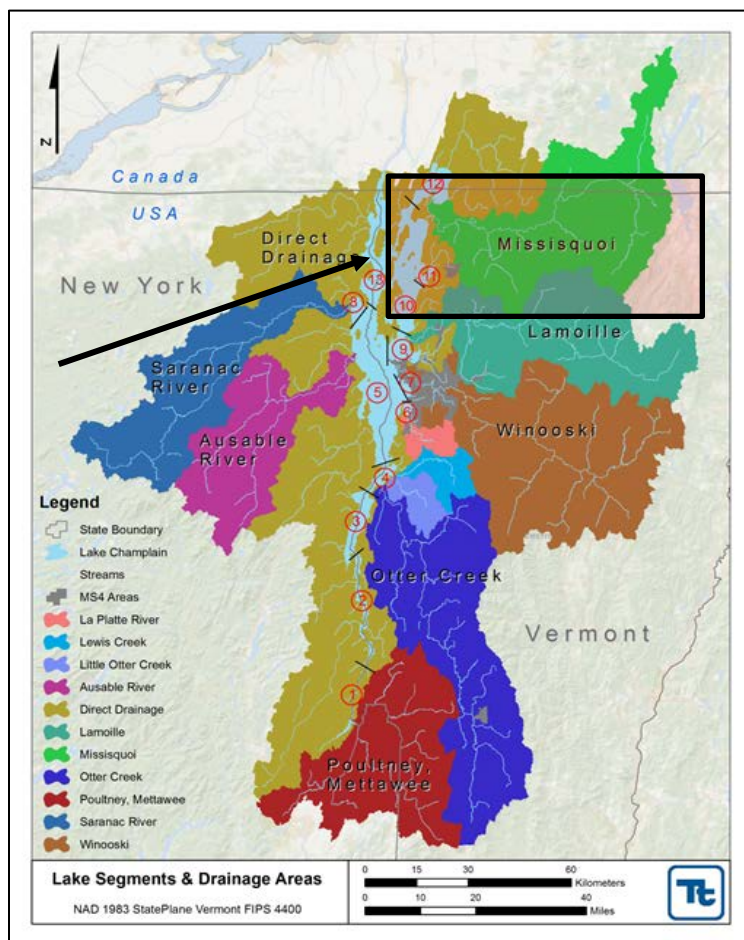 N
Canada
USA
New York
Direct
Drainage
Missisquoi
12
11
13
8
10
Lamoille
9
Saranac
River
7
5
6
Ausable
River
Winooski
4
3
Otter Creek
2
Vermont
1
Poultney,
Mettawee
Legend
State Boundary
Lake Champlain
Streams
MS4 Areas
La Platte River
Lewis Creek
Little Otter Creek
Ausable River
Direct Drainage
Lamoille
Missisquoi
Otter Creek
Poultney, Mettawee
Saranac River
Winooski
Lake Segments & Drainage Areas
NAD 1983 StatePlane Vermont FIPS 4400
0 15 30 60
Kilometers
0 10 20 40
Miles
Tt